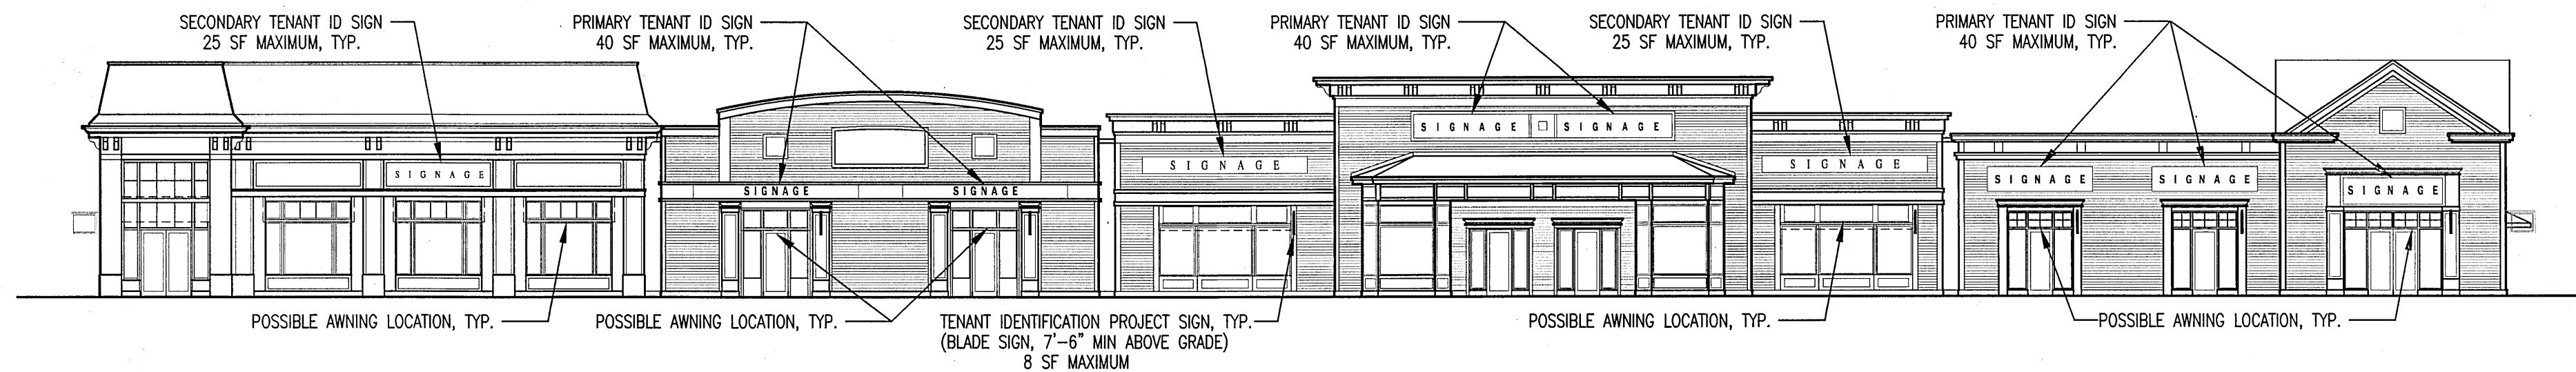 SECONDARY TENANT ID SIGN
25 SF MAXIMUM, TYP.
PRIMARY TENANT ID SIGN
40 SF MAXIMUM, TYP.
SECONDARY TENANT ID SIGN
25 SF MAXIMUM, TYP.
PRIMARY TENANT ID SIGN
40 SF MAXIMUM, TYP.
SECONDARY TENANT ID SIGN
25 SF MAXIMUM, TYP.
PRIMARY TENANT ID SIGN
40 SF MAXIMUM, TYP.
SIGNAGE
SIGNAGE
SIGNAGE
SIGNAGE
SIGNAGE
SIGNAGE
SIGNAGE
SIGNAGE
SIGNAGE
SIGNAGE
POSSIBLE AWNING LOCATION, TYP.
POSSIBLE AWNING LOCATION, TYP.
TENANT IDENTIFICATION PROJECT SIGN, TYP.
(BLADE SIGN, 7'-6" MIN ABOVE GRADE)
8 SF MAXIMUM
POSSIBLE AWNING LOCATION, TYP.
POSSIBLE AWNING LOCATION, TYP.